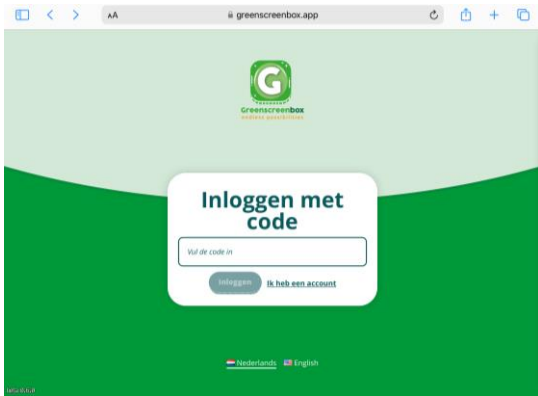 AA
greenscreenbox.app
G
Greenscreenbox
endless possibilities
Inloggen met
code
Vul de code in
Inloggen Ik heb een account
Nederlands English